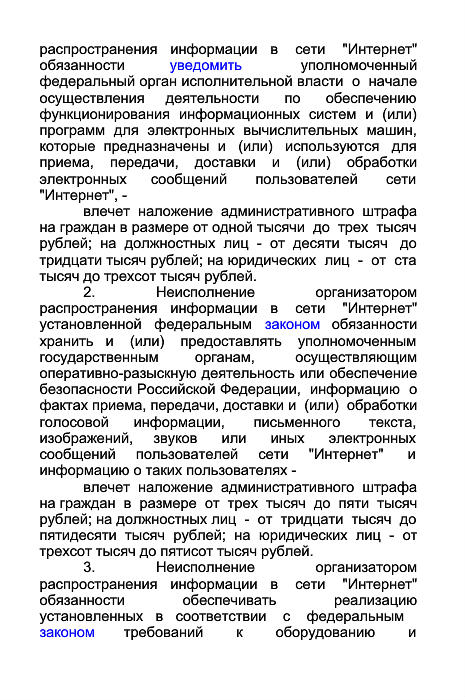 распространения информации в сети "Интернет"
обязанности уведомить уполномоченный
федеральный орган исполнительной власти о начале
осуществления деятельности по обеспечению
функционирования информационных систем и (или)
программ для электронных вычислительных машин,
которые предназначены и (или) используются для
приема, передачи, доставки и (или) обработки
электронных сообщений пользователей сети
"Интернет", -
влечет наложение административного штрафа
на граждан в размере от одной тысячи до трех тысяч
рублей; на должностных лиц - от десяти тысяч до
тридцати тысяч рублей; на юридических лиц - от ста
тысяч до трехсот тысяч рублей.
2. Неисполнение организатором
распространения информации в сети "Интернет"
установленной федеральным законом обязанности
хранить и (или) предоставлять уполномоченным
государственным органам, осуществляющим
оперативно-разыскную деятельность или обеспечение
безопасности Российской Федерации, информацию о
фактах приема, передачи, доставки и (или) обработки
голосовой информации, письменного текста,
изображений, звуков или иных электронных
сообщений пользователей сети "Интернет" и
информацию о таких пользователях -
влечет наложение административного штрафа
на граждан в размере от трех тысяч до пяти тысяч
рублей; на должностных лиц - от тридцати тысяч до
пятидесяти тысяч рублей; на юридических лиц - от
трехсот тысяч до пятисот тысяч рублей.
3. Неисполнение организатором
распространения информации в сети "Интернет"
обязанности обеспечивать реализацию
установленных в соответствии с федеральным
законом требований к оборудованию и